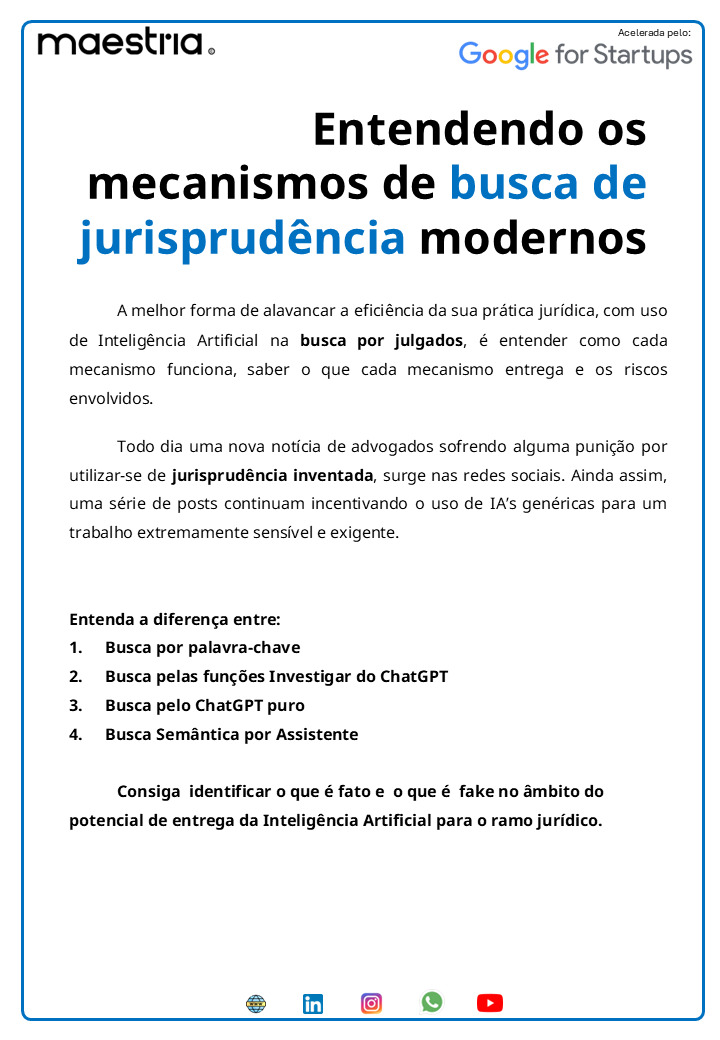 maestria
Acelerada pelo:
Google for Startups
Entendendo os
mecanismos de busca de
jurisprudência modernos
A melhor forma de alavancar a eficiência da sua prática jurídica, com uso
de Inteligência Artificial na busca por julgados, é entender como cada
mecanismo funciona, saber o que cada mecanismo entrega e os riscos
envolvidos.
Todo dia uma nova notícia de advogados sofrendo alguma punição por
utilizar-se de jurisprudência inventada, surge nas redes sociais. Ainda assim,
uma série de posts continuam incentivando o uso de IA’s genéricas para um
trabalho extremamente sensível e exigente.
Entenda a diferença entre:
1. Busca por palavra-chave
2. Busca pelas funções Investigar do ChatGPT
3. Busca pelo ChatGPT puro
4. Busca Semântica por Assistente
Consiga identificar o que é fato e o que é fake no âmbito do
potencial de entrega da Inteligência Artificial para o ramo jurídico.
WWW
in